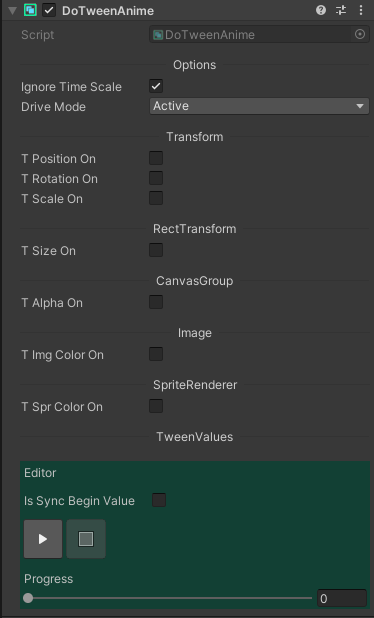 DoTweenAnime
Script DoTweenAnime
Options
Ignore Time Scale
Drive Mode Active
Transform
T Position On
T Rotation On
T Scale On
RectTransform
T Size On
CanvasGroup
T Alpha On
Image
T Img Color On
SpriteRenderer
T Spr Color On
TweenValues
Editor
Is Sync Begin Value
Progress
0